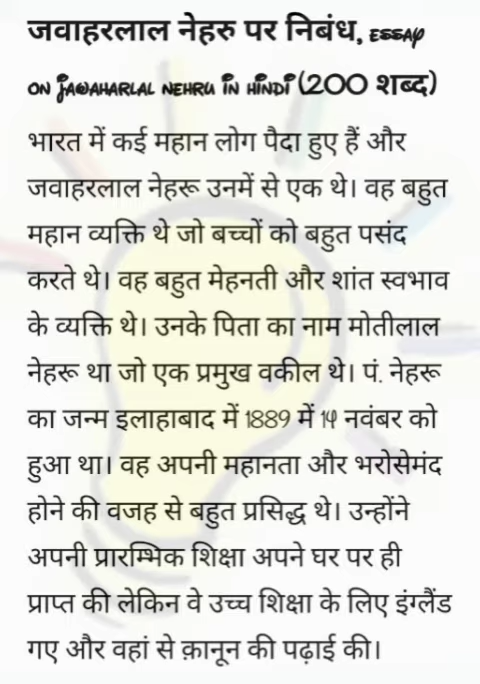 जवाहरलाल नेहरु पर निबंध, ESSAY
ON JAWAHARLAL NEHRU IN HINDI (200 शब्द)
भारत में कई महान लोग पैदा हुए हैं और
जवाहरलाल नेहरू उनमें से एक थे। वह बहुत
महान व्यक्ति थे जो बच्चों को बहुत पसंद
करते थे। वह बहुत मेहनती और शांत स्वभाव
के व्यक्ति थे। उनके पिता का नाम मोतीलाल
नेहरू था जो एक प्रमुख वकील थे। पं. नेहरू
का जन्म इलाहाबाद में 1889 में 14 नवंबर को
हुआ था। वह अपनी महानता और भरोसेमंद
होने की वजह से बहुत प्रसिद्ध थे। उन्होंने
अपनी प्रारम्भिक शिक्षा अपने घर पर ही
प्राप्त की लेकिन वे उच्च शिक्षा के लिए इंग्लैंड
गए और वहां से क़ानून की पढ़ाई की।